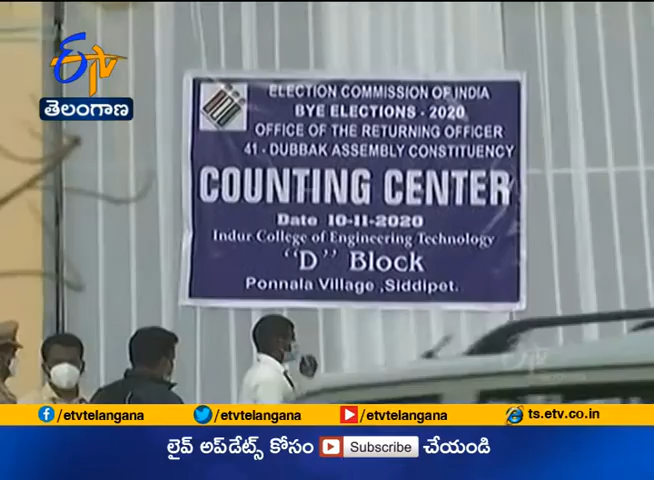 etv
తెలంగాణ
ELECTION COMMISSION OF INDIA
BYE ELECTIONS - 2020
OFFICE OF THE RETURNING OFFICER
41 - DUBBAK ASSEMBLY CONSTITUENCY
COUNTING CENTER
Date 10-11-2020
Indur College of Engineering Technology
"D" Block
Ponnala Village ,Siddipet.
/etvtelangana /etvtelangana /etvtelangana ts.etv.co.in
లైవ్ అప్‌డేట్స్ కోసం Subscribe చేయండి